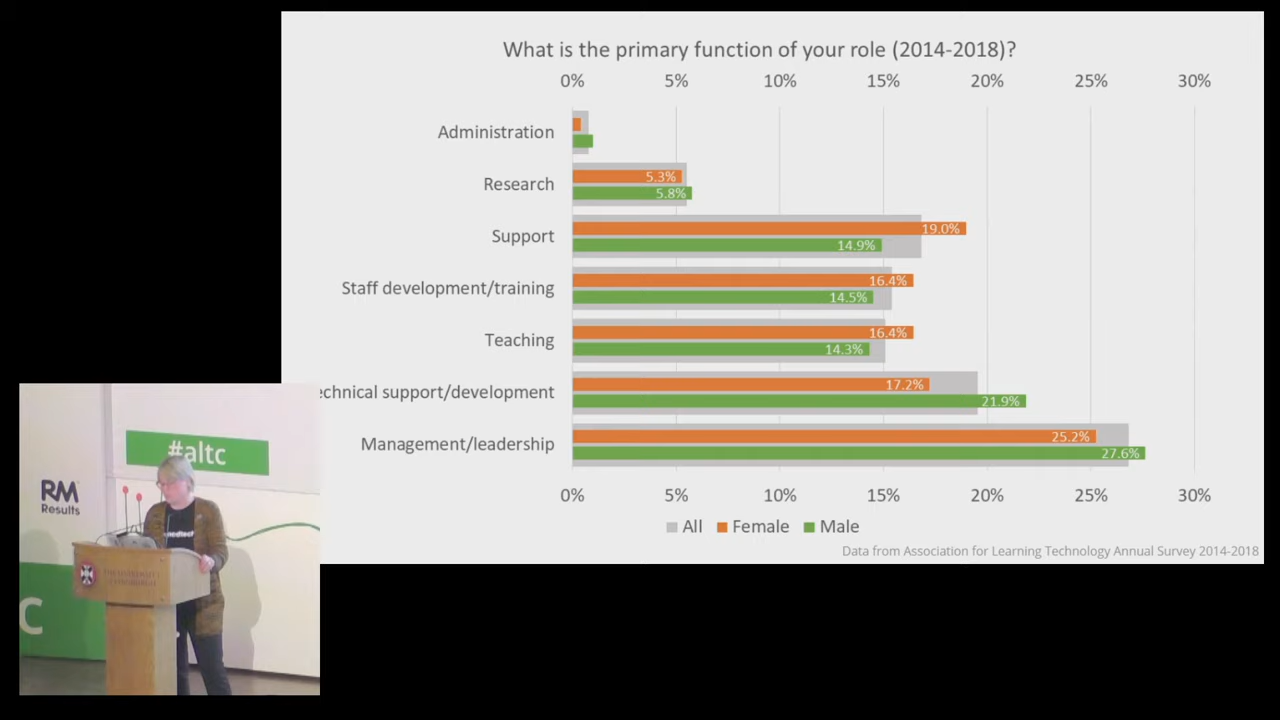 What is the primary function of your role (2014-2018)?
0% 5% 10% 15% 20% 25% 30%
Administration
Research 5.3%
5.8%
Support 19.0%
14.9%
Staff development/training 16.4%
14.5%
Teaching 16.4%
14.3%
echnical support/development 17.2%
21.9%
Management/leadership 25.2%
27.6%
0% 5% 10% 15% 20% 25% 30%
All Female Male
Data from Association for Learning Technology Annual Survey 2014-2018
#altc
RM
Results
C